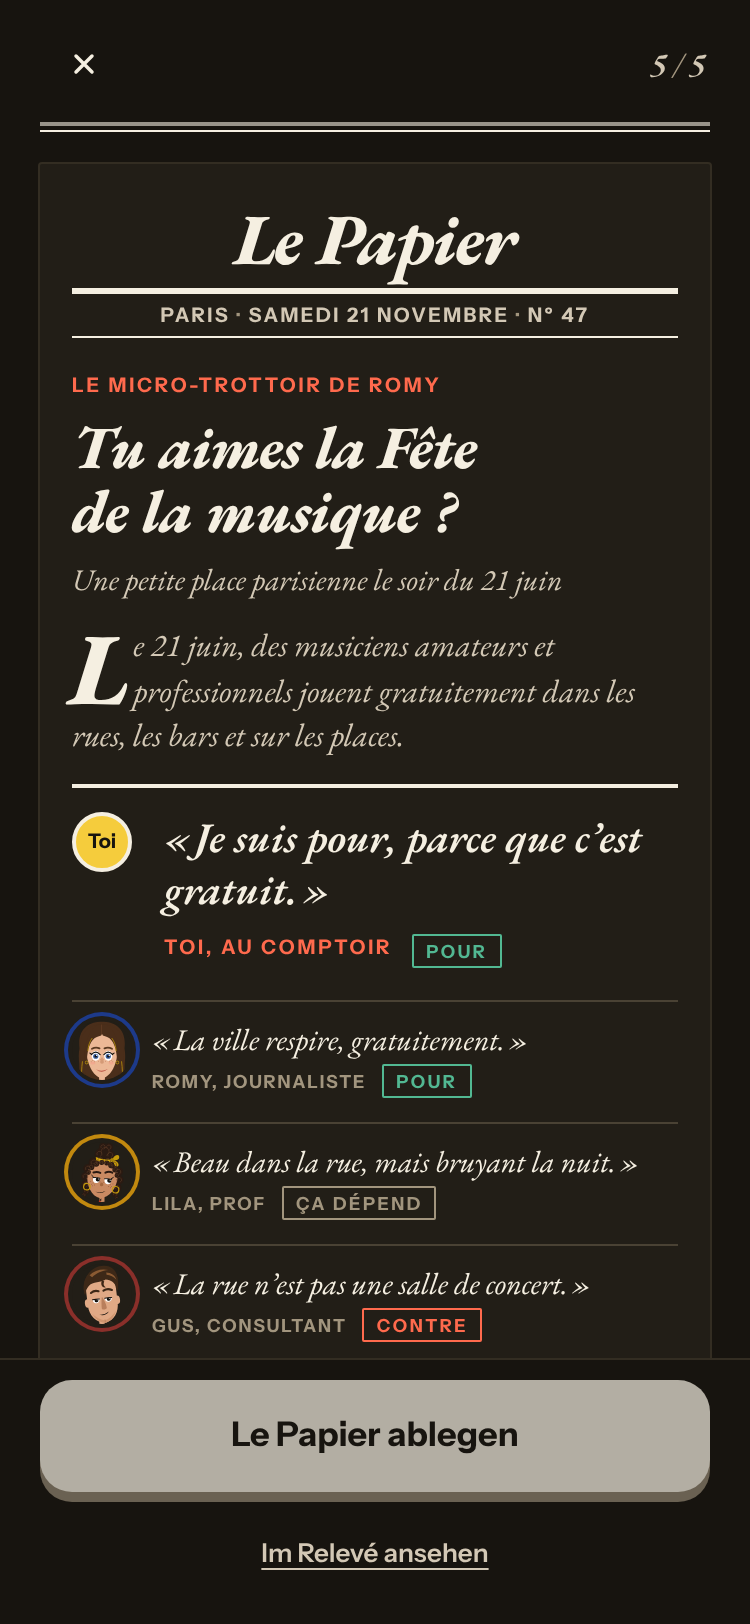 5 / 5
Le Papier
PARIS · SAMEDI 21 NOVEMBRE · N° 47
LE MICRO-TROTTOIR DE ROMY
Tu aimes la Fête
de la musique ?
Une petite place parisienne le soir du 21 juin
Le 21 juin, des musiciens amateurs et
professionnels jouent gratuitement dans les
rues, les bars et sur les places.
Toi
« Je suis pour, parce que c’est
gratuit. »
TOI, AU COMPTOIR POUR
« La ville respire, gratuitement. »
ROMY, JOURNALISTE POUR
« Beau dans la rue, mais bruyant la nuit. »
LILA, PROF ÇA DÉPEND
« La rue n’est pas une salle de concert. »
GUS, CONSULTANT CONTRE
Le Papier ablegen
Im Relevé ansehen